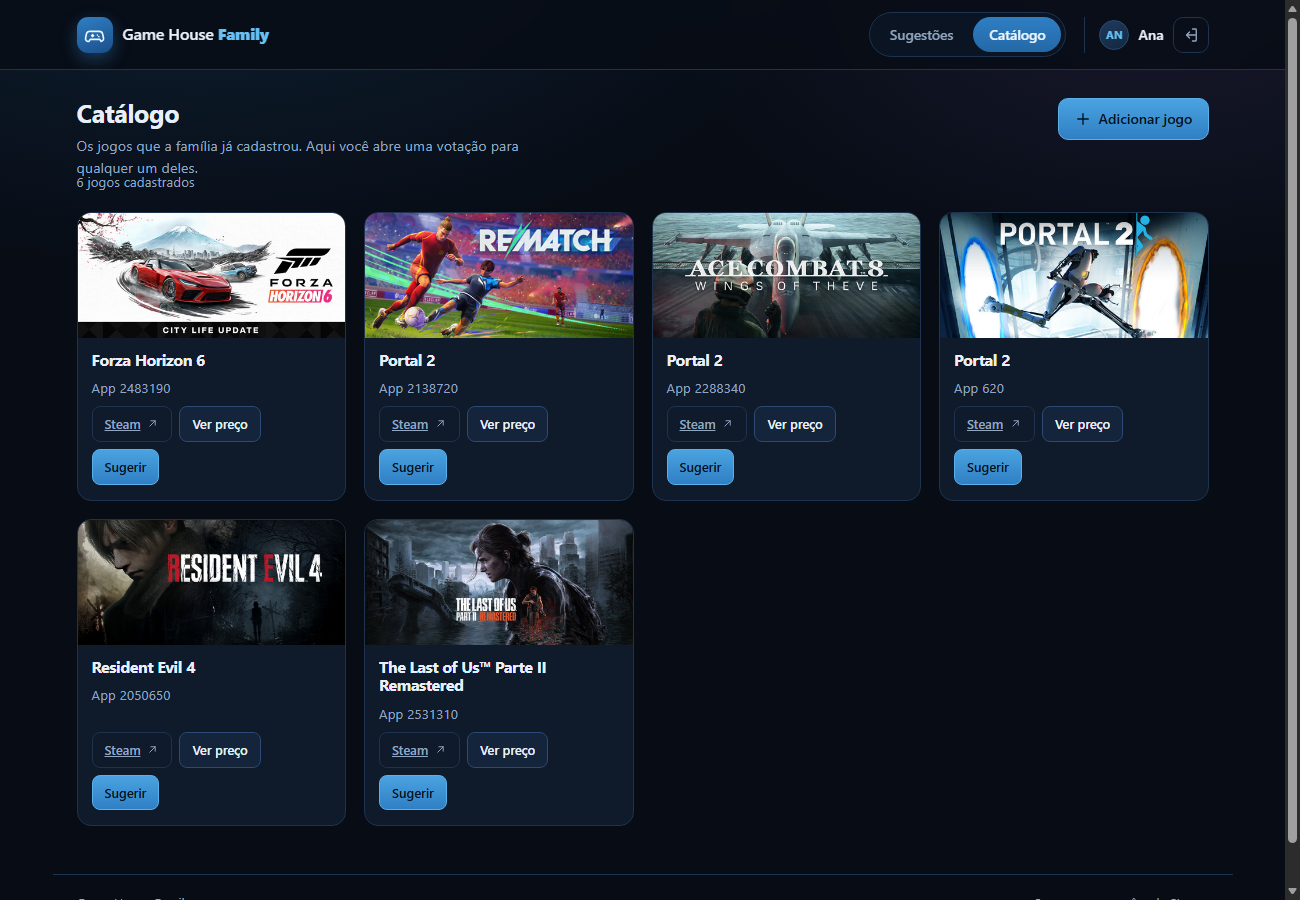 Game House Family
Sugestões
Catálogo
AN
Ana
Catálogo
Adicionar jogo
Os jogos que a família já cadastrou. Aqui você abre uma votação para
qualquer um deles.
6 jogos cadastrados
FORZA
HORIZON 6
CITY LIFE UPDATE
REMATCH
ACE COMBAT 8
WINGS OF THEVE
PORTAL 2
Forza Horizon 6
App 2483190
Steam
Ver preço
Sugerir
Portal 2
App 2138720
Steam
Ver preço
Sugerir
Portal 2
App 2288340
Steam
Ver preço
Sugerir
Portal 2
App 620
Steam
Ver preço
Sugerir
RESIDENT EVIL 4
THE LAST OF US
PART II REMASTERED
Resident Evil 4
App 2050650
Steam
Ver preço
Sugerir
The Last of Us™ Parte II
Remastered
App 2531310
Steam
Ver preço
Sugerir